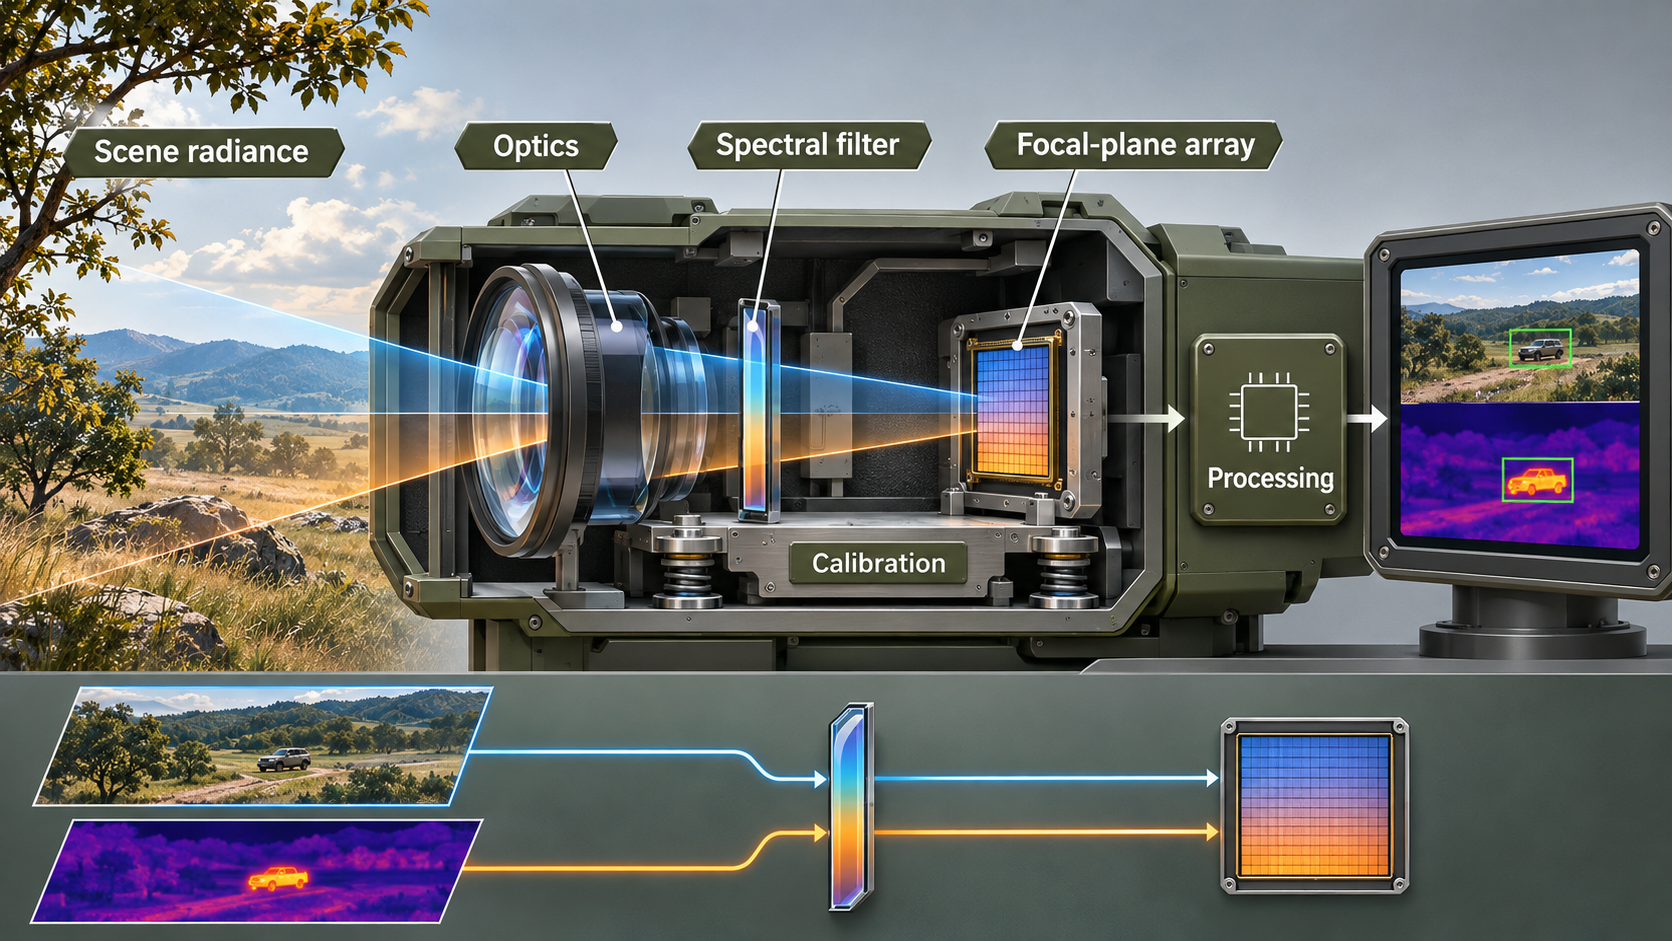 Scene radiance
Optics
Spectral filter
Focal-plane array
Processing
Calibration